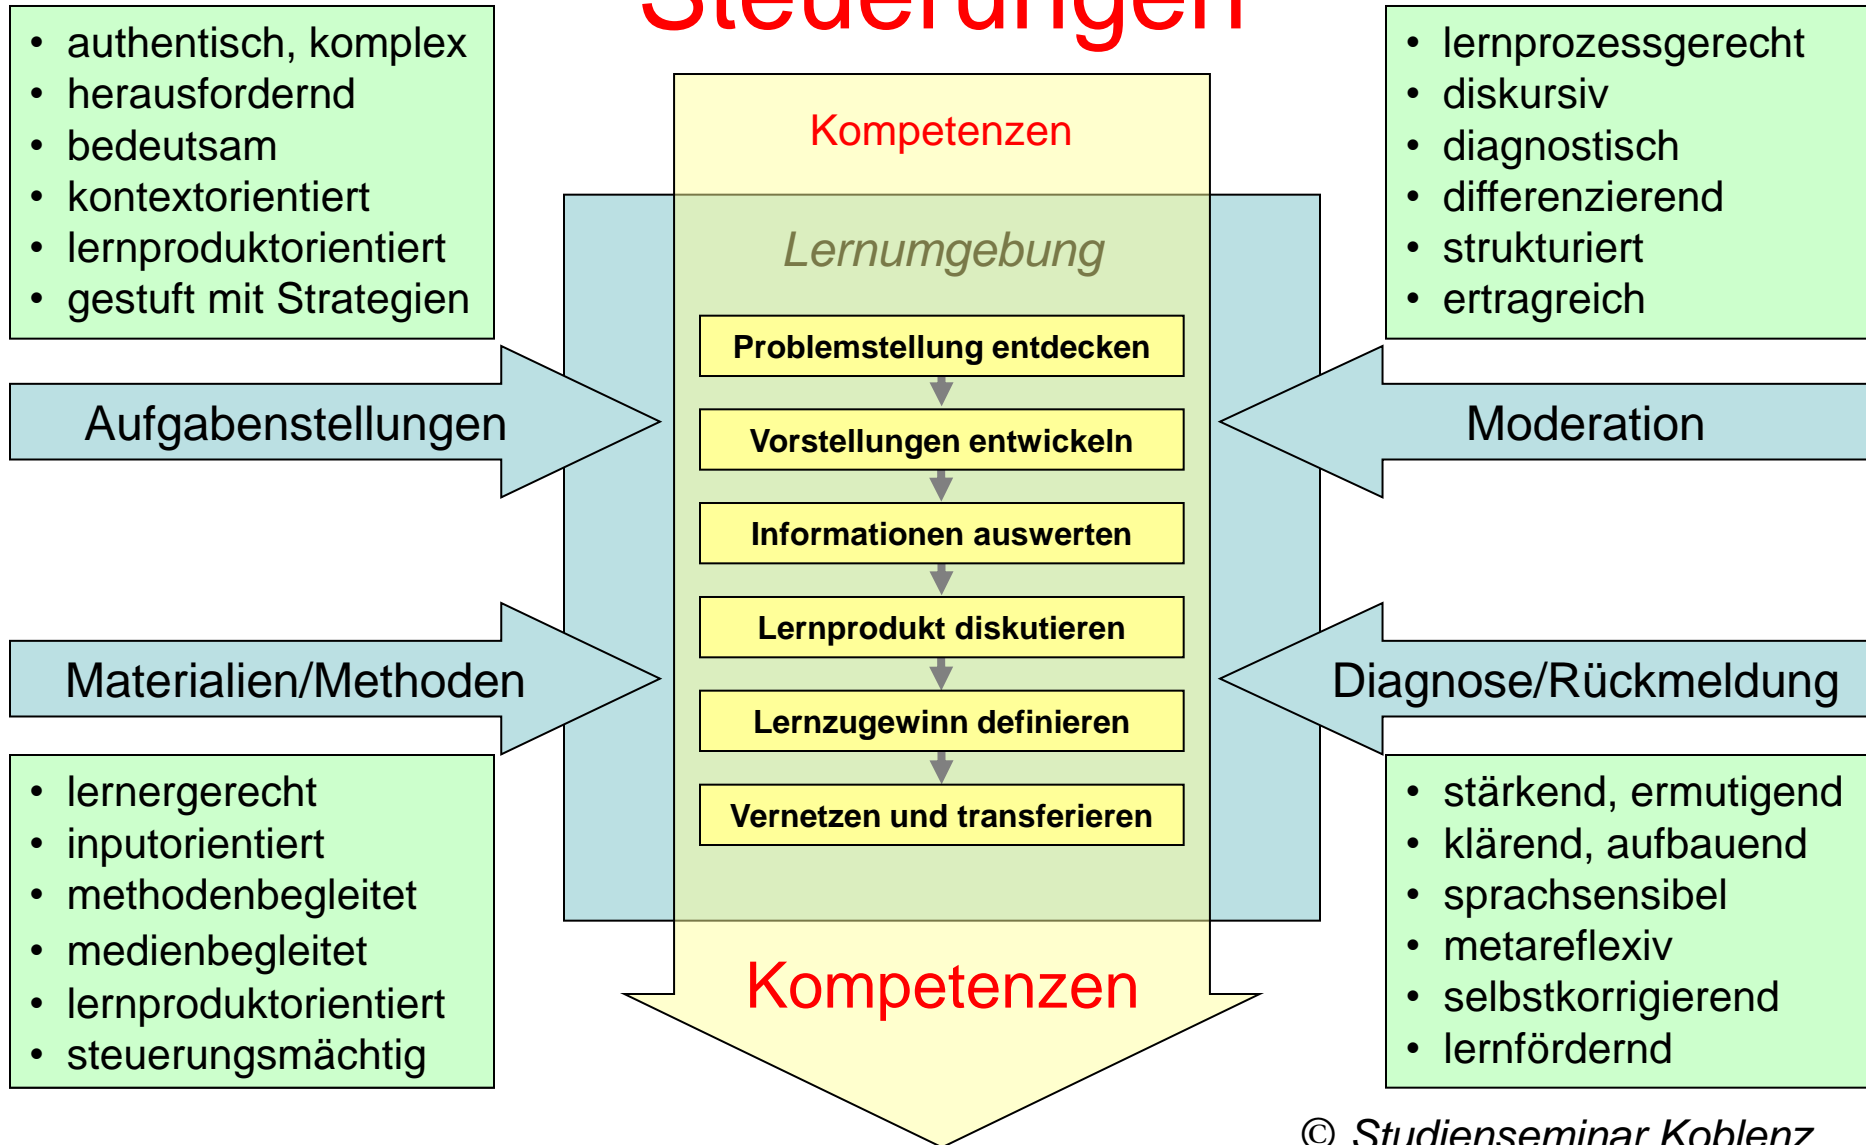 Steuerungen
• authentisch, komplex
• herausfordernd
• bedeutsam
• kontextorientiert
• lernproduktorientiert
• gestuft mit Strategien
Aufgabenstellungen
Materialien/Methoden
• lernergerecht
• inputorientiert
• methodenbegleitet
• medienbegleitet
• lernproduktorientiert
• steuerungsmächtig
Kompetenzen
Lernumgebung
Problemstellung entdecken
Vorstellungen entwickeln
Informationen auswerten
Lernprodukt diskutieren
Lernzugewinn definieren
Vernetzen und transferieren
Kompetenzen
• lernprozessgerecht
• diskursiv
• diagnostisch
• differenzierend
• strukturiert
• ertragreich
Moderation
Diagnose/Rückmeldung
• stärkend, ermutigend
• klärend, aufbauend
• sprachsensibel
• metareflexiv
• selbstkorrigierend
• lernfördernd
© Studienseminar Koblenz